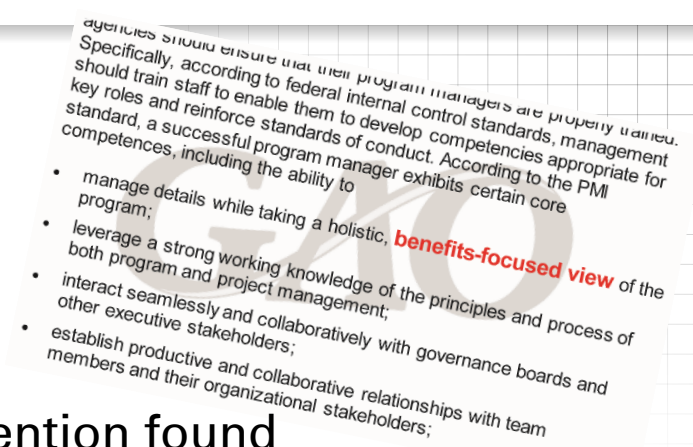 agencies should ensure that their program managers are properly trained.
Specifically, according to federal internal control standards, management
should train staff to enable them to develop competencies appropriate for
key roles and reinforce standards of conduct. According to the PMI
standard, a successful program manager exhibits certain core
competences, including the ability to
• manage details while taking a holistic, benefits-focused view of the
program;
• leverage a strong working knowledge of the principles and process of
both program and project management;
• interact seamlessly and collaboratively with governance boards and
other executive stakeholders;
• establish productive and collaborative relationships with team
members and their organizational stakeholders;
GAO
ention found